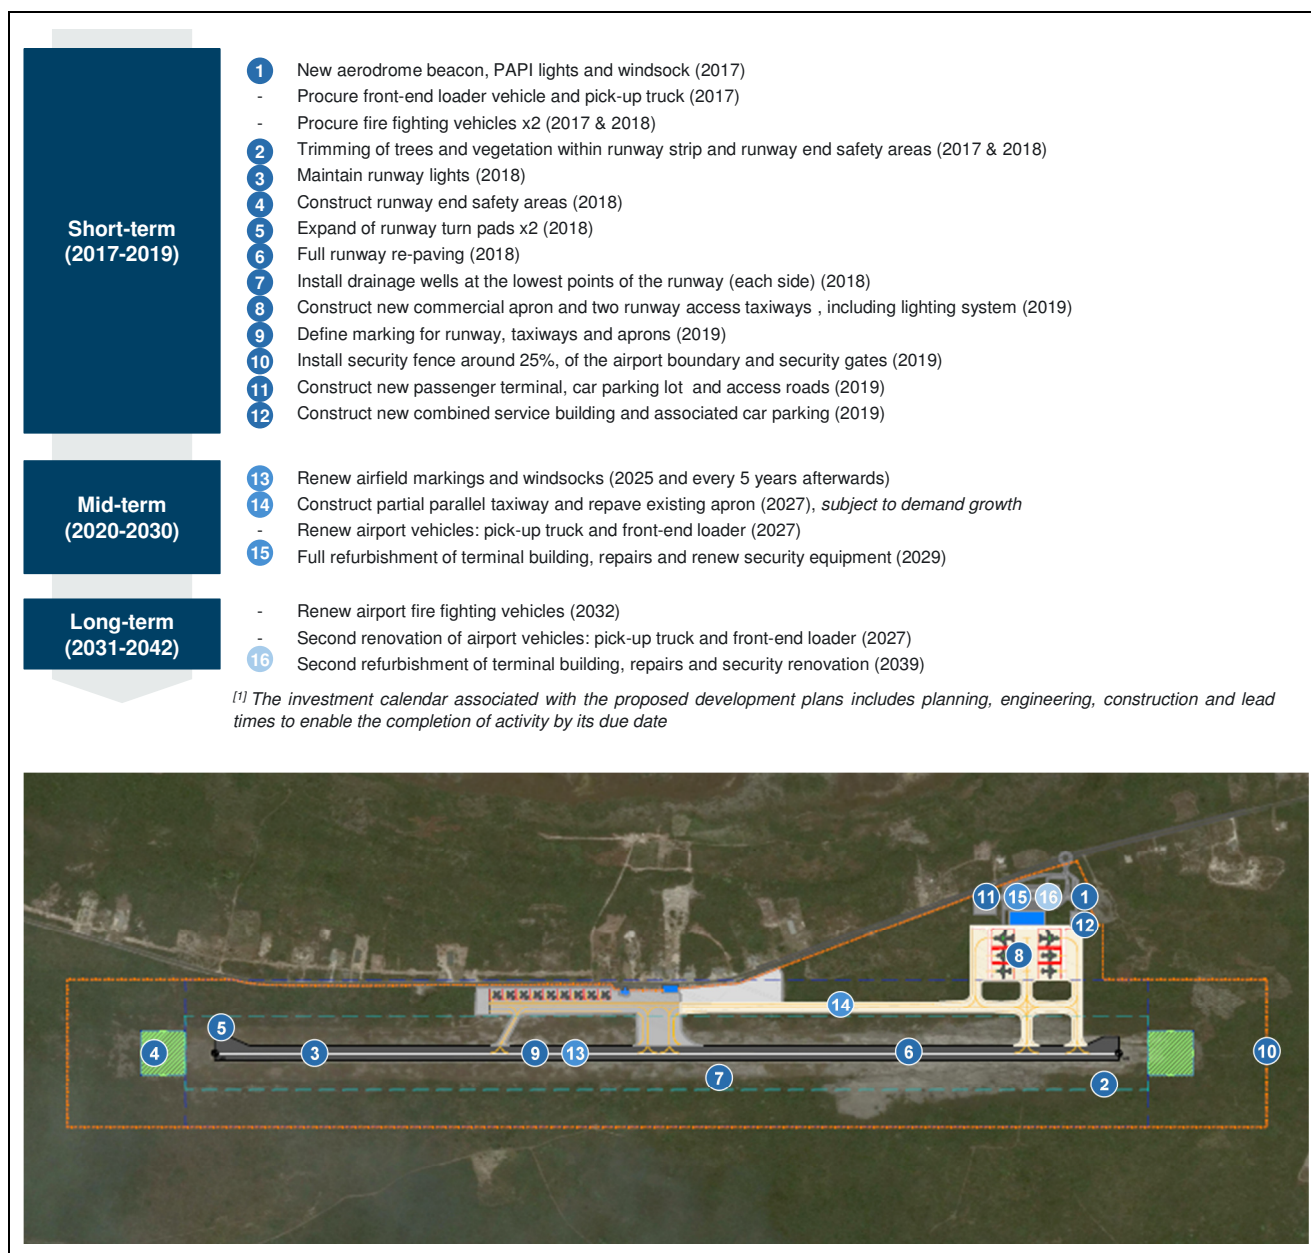 Short-term
(2017-2019)
1 New aerodrome beacon, PAPI lights and windsock (2017)
- Procure front-end loader vehicle and pick-up truck (2017)
- Procure fire fighting vehicles x2 (2017 & 2018)
2 Trimming of trees and vegetation within runway strip and runway end safety areas (2017 & 2018)
3 Maintain runway lights (2018)
4 Construct runway end safety areas (2018)
5 Expand of runway turn pads x2 (2018)
6 Full runway re-paving (2018)
7 Install drainage wells at the lowest points of the runway (each side) (2018)
8 Construct new commercial apron and two runway access taxiways , including lighting system (2019)
9 Define marking for runway, taxiways and aprons (2019)
10 Install security fence around 25%, of the airport boundary and security gates (2019)
11 Construct new passenger terminal, car parking lot and access roads (2019)
12 Construct new combined service building and associated car parking (2019)
Mid-term
(2020-2030)
13 Renew airfield markings and windsocks (2025 and every 5 years afterwards)
14 Construct partial parallel taxiway and repave existing apron (2027), subject to demand growth
- Renew airport vehicles: pick-up truck and front-end loader (2027)
15 Full refurbishment of terminal building, repairs and renew security equipment (2029)
Long-term
(2031-2042)
- Renew airport fire fighting vehicles (2032)
- Second renovation of airport vehicles: pick-up truck and front-end loader (2027)
16 Second refurbishment of terminal building, repairs and security renovation (2039)
[1] The investment calendar associated with the proposed development plans includes planning, engineering, construction and lead
times to enable the completion of activity by its due date
11 15 16 1
12
8
14
5
4 3 9 13 6 10
7
2